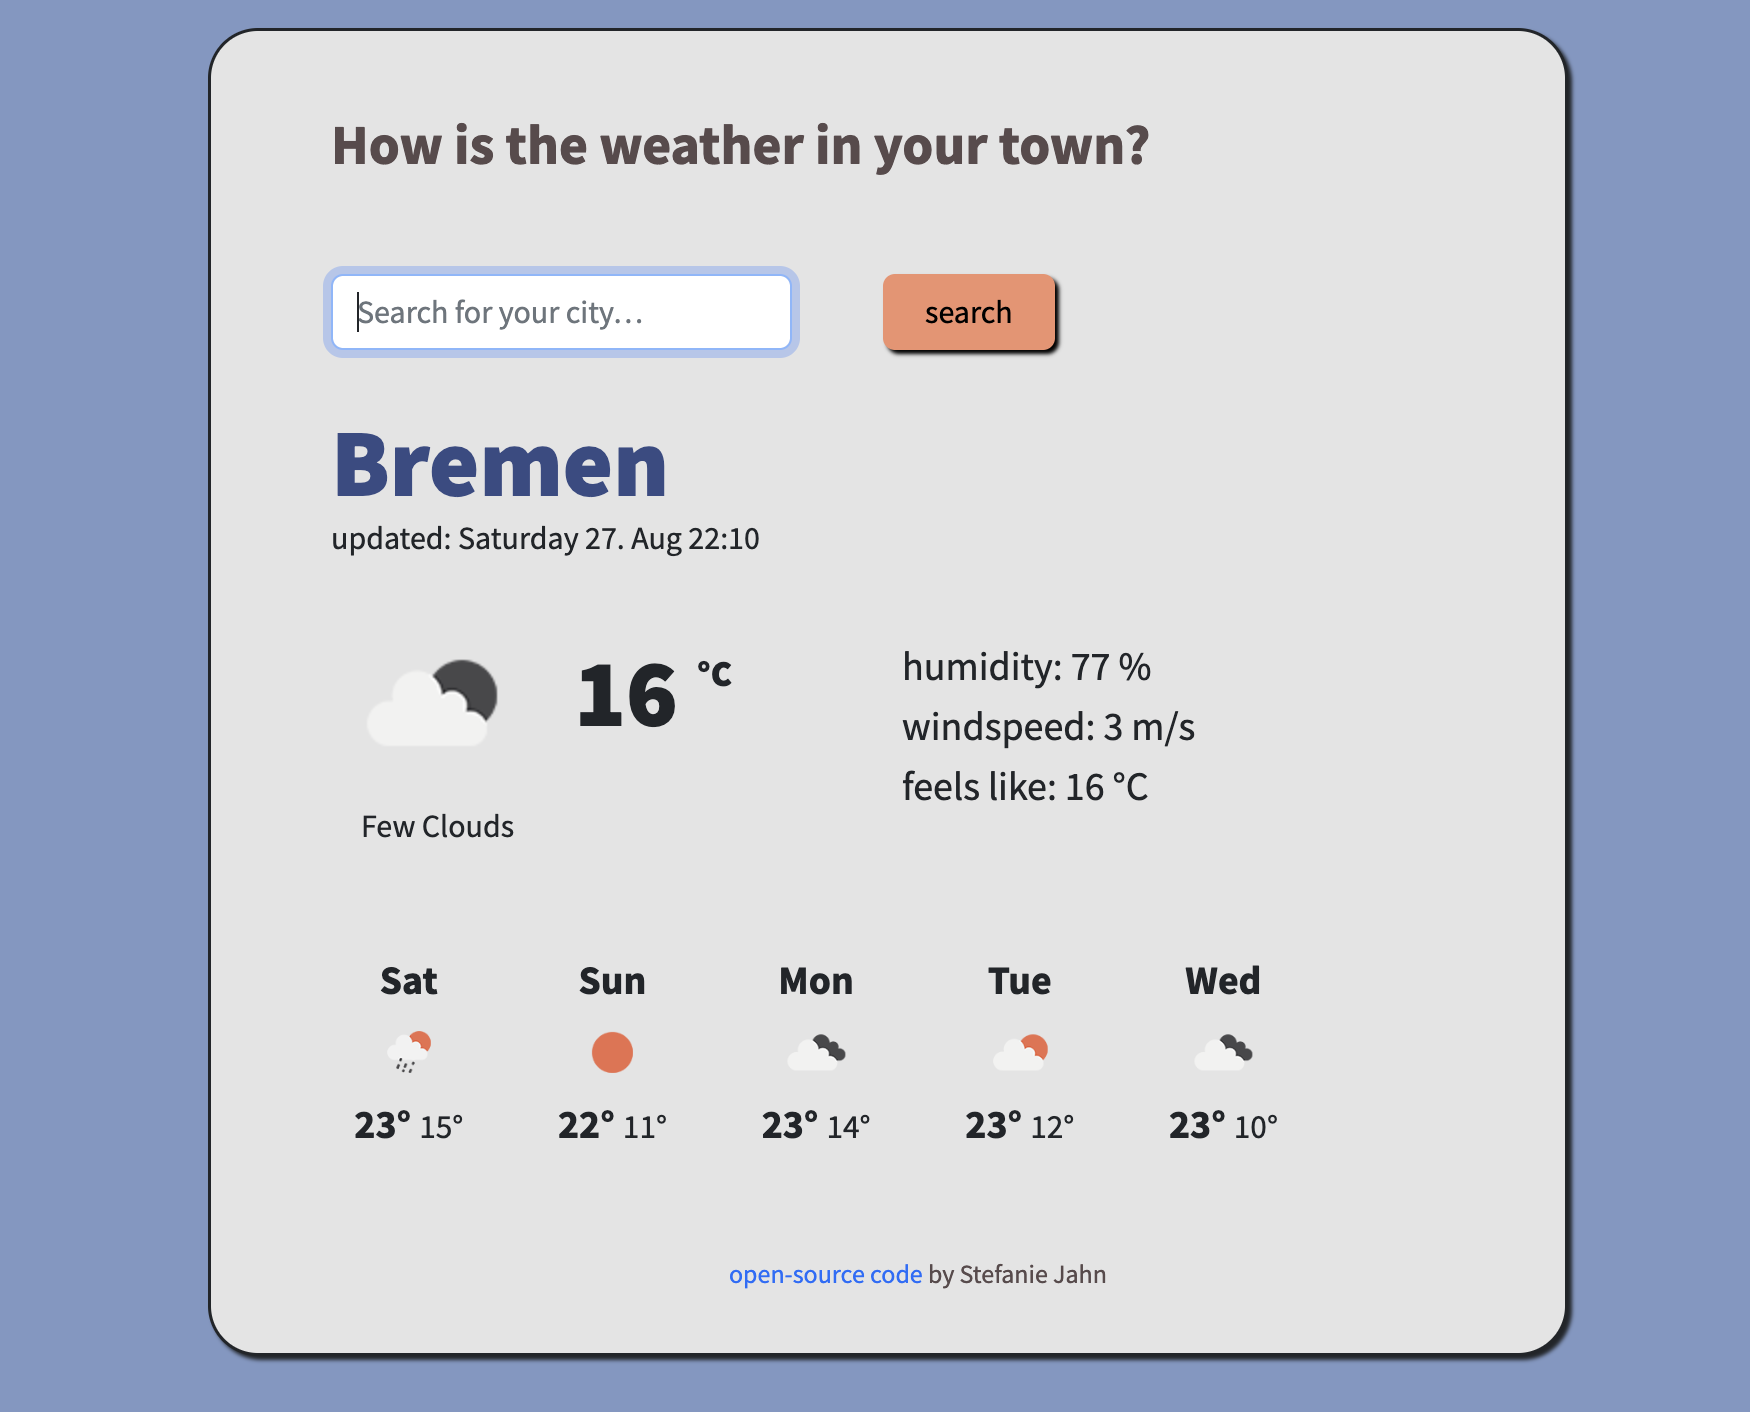 How is the weather in your town?
Search for your city…
search
Bremen
updated: Saturday 27. Aug 22:10
16 °C
humidity: 77 %
windspeed: 3 m/s
feels like: 16 °C
Few Clouds
Sat Sun Mon Tue Wed
23° 15° 22° 11° 23° 14° 23° 12° 23° 10°
open-source code by Stefanie Jahn